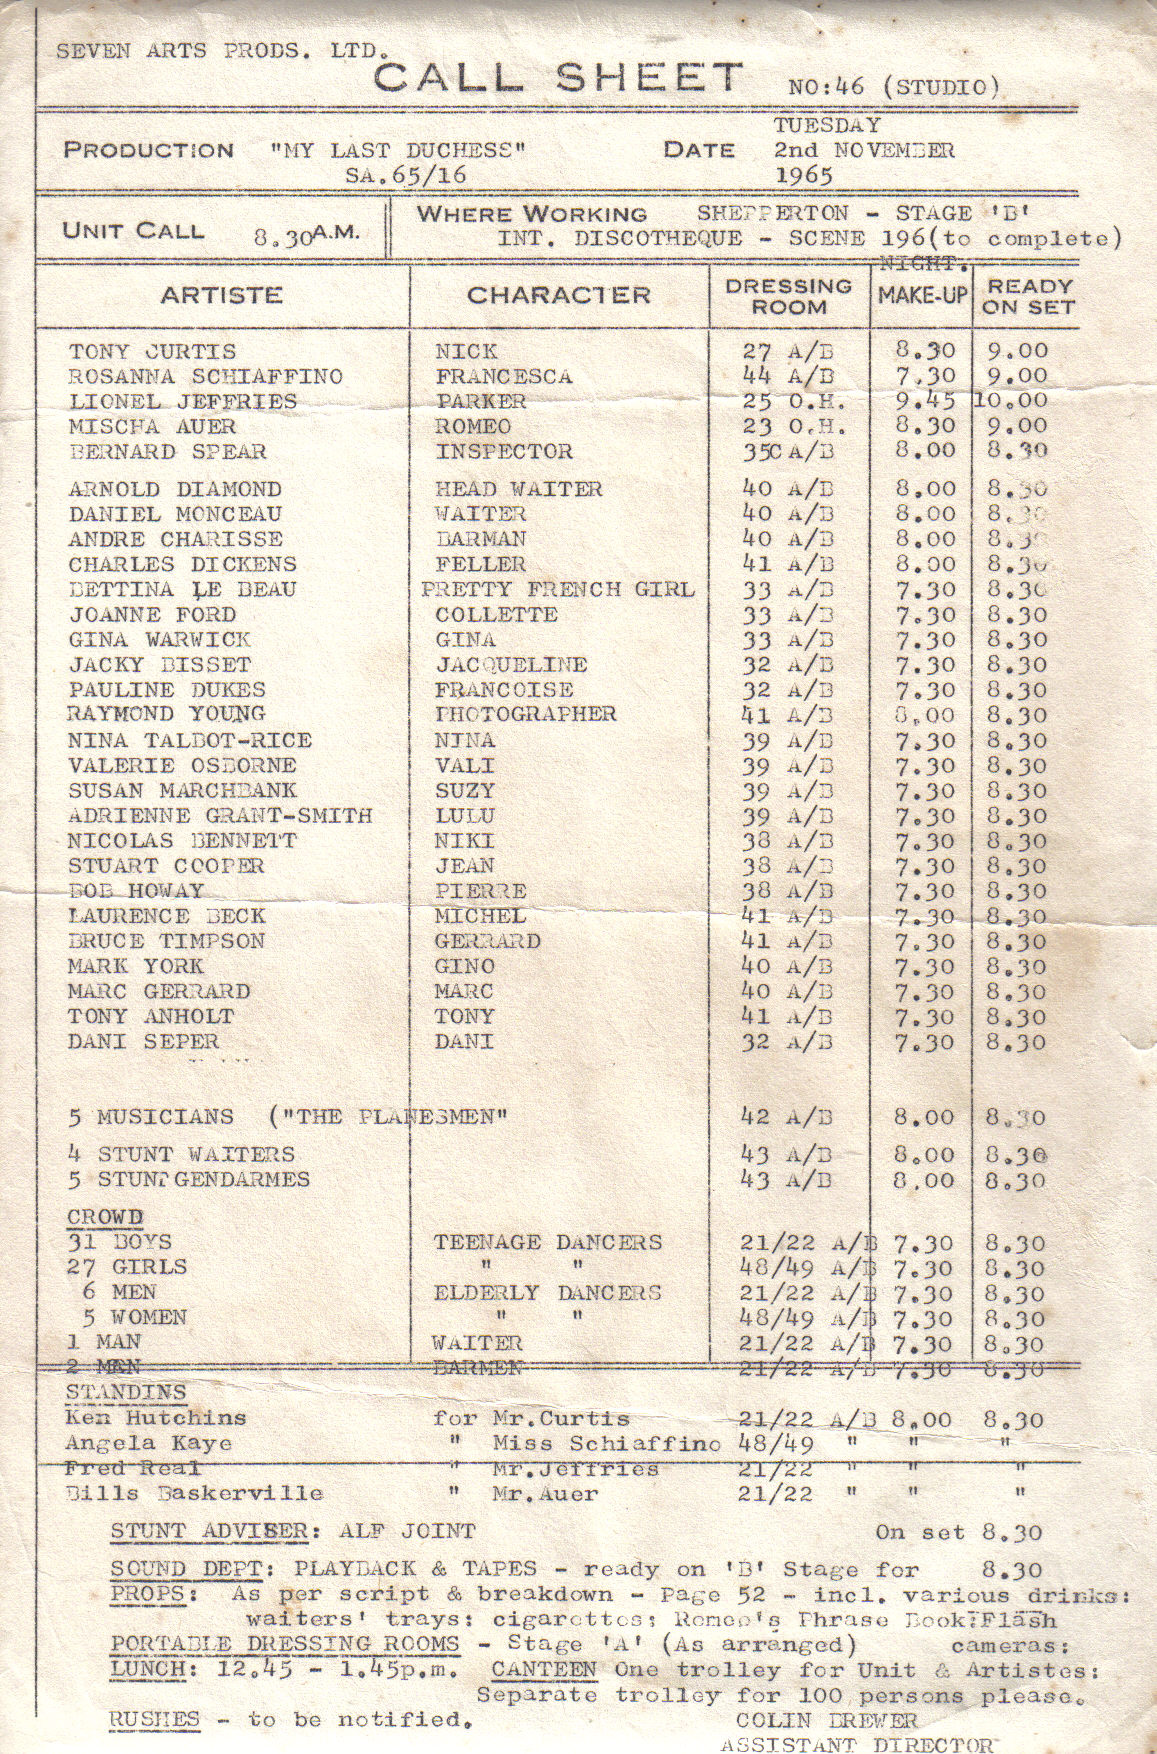 SEVEN ARTS PRODS. LTD.
CALL SHEET NO:46 (STUDIO)
TUESDAY
PRODUCTION "MY LAST DUCHESS" DATE 2nd NOVEMBER
SA.65/16 1965
WHERE WORKING SHEPPERTON - STAGE 'B'
UNIT CALL 8.30A.M. INT. DISCOTHEQUE - SCENE 196(to complete)
NIGHT.
ARTISTE CHARACTER DRESSING ROOM MAKE-UP READY ON SET
TONY CURTIS NICK 27 A/B 8.30 9.00
ROSANNA SCHIAFFINO FRANCESCA 44 A/B 7.30 9.00
LIONEL JEFFRIES PARKER 25 O.H. 9.45 10.00
MISCHA AUER ROMEO 23 O.H. 8.30 9.00
BERNARD SPEAR INSPECTOR 35C A/B 8.00 8.30
ARNOLD DIAMOND HEAD WAITER 40 A/B 8.00 8.30
DANIEL MONCEAU WAITER 40 A/B 8.00 8.30
ANDRE CHARISSE BARMAN 40 A/B 8.00 8.30
CHARLES DICKENS FELLER 41 A/B 8.00 8.30
BETTINA LE BEAU PRETTY FRENCH GIRL 33 A/B 7.30 8.30
JOANNE FORD COLLETTE 33 A/B 7.30 8.30
GINA WARWICK GINA 33 A/B 7.30 8.30
JACKY BISSET JACQUELINE 32 A/B 7.30 8.30
PAULINE DUKES FRANCOISE 32 A/B 7.30 8.30
RAYMOND YOUNG PHOTOGRAPHER 41 A/B 8.00 8.30
NINA TALBOT-RICE NINA 39 A/B 7.30 8.30
VALERIE OSBORNE VALI 39 A/B 7.30 8.30
SUSAN MARCHBANK SUZY 39 A/B 7.30 8.30
ADRIENNE GRANT-SMITH LULU 39 A/B 7.30 8.30
NICOLAS BENNETT NIKI 38 A/B 7.30 8.30
STUART COOPER JEAN 38 A/B 7.30 8.30
BOB HOWAY PIERRE 38 A/B 7.30 8.30
LAURENCE BECK MICHEL 41 A/B 7.30 8.30
BRUCE TIMPSON GERRARD 41 A/B 7.30 8.30
MARK YORK GINO 40 A/B 7.30 8.30
MARC GERRARD MARC 40 A/B 7.30 8.30
TONY ANHOLT TONY 41 A/B 7.30 8.30
DANI SEPER DANI 32 A/B 7.30 8.30
5 MUSICIANS ("THE PLANESMEN" 42 A/B 8.00 8.30
4 STUNT WAITERS 43 A/B 8.00 8.30
5 STUNT GENDARMES 43 A/B 8.00 8.30
CROWD
31 BOYS TEENAGE DANCERS 21/22 A/B 7.30 8.30
27 GIRLS " " 48/49 A/B 7.30 8.30
6 MEN ELDERLY DANCERS 21/22 A/B 7.30 8.30
5 WOMEN " " 48/49 A/B 7.30 8.30
1 MAN WAITER 21/22 A/B 7.30 8.30
2 MEN BARMEN 21/22 A/B 7.30 8.30
STANDINS
Ken Hutchins for Mr.Curtis 21/22 A/B 8.00 8.30
Angela Kaye " Miss Schiaffino 48/49 " " "
Fred Real " Mr.Jeffries 21/22 " " "
Bills Baskerville " Mr.Auer 21/22 " " "
STUNT ADVISER: ALF JOINT On set 8.30
SOUND DEPT: PLAYBACK & TAPES - ready on 'B' Stage for 8.30
PROPS: As per script & breakdown - Page 52 - incl. various drinks:
waiters' trays: cigarettes; Romeo's Phrase Book: Flash
PORTABLE DRESSING ROOMS - Stage 'A' (As arranged) cameras:
LUNCH: 12.45 - 1.45p.m. CANTEEN One trolley for Unit & Artistes:
Separate trolley for 100 persons please.
RUSHES - to be notified. COLIN BREWER
ASSISTANT DIRECTOR